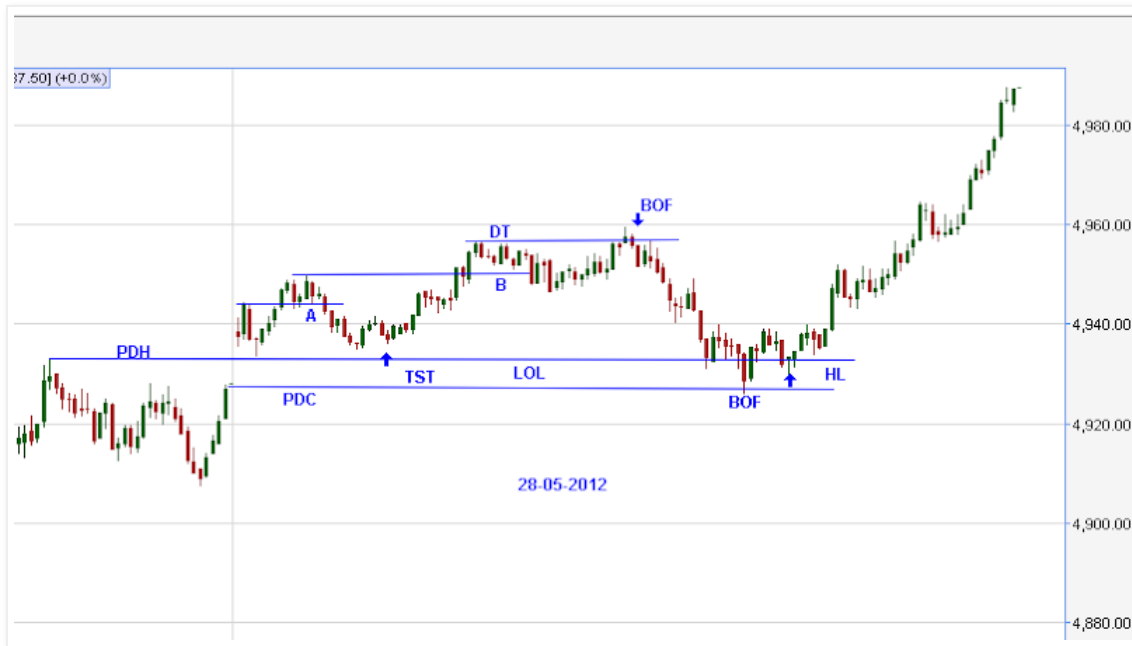 37.50] (+0.0%)
4,980.00
BOF
4,960.00
DT
B
A
4,940.00
PDH
TST
LOL
HL
PDC
BOF
4,920.00
28-05-2012
4,900.00
4,880.00